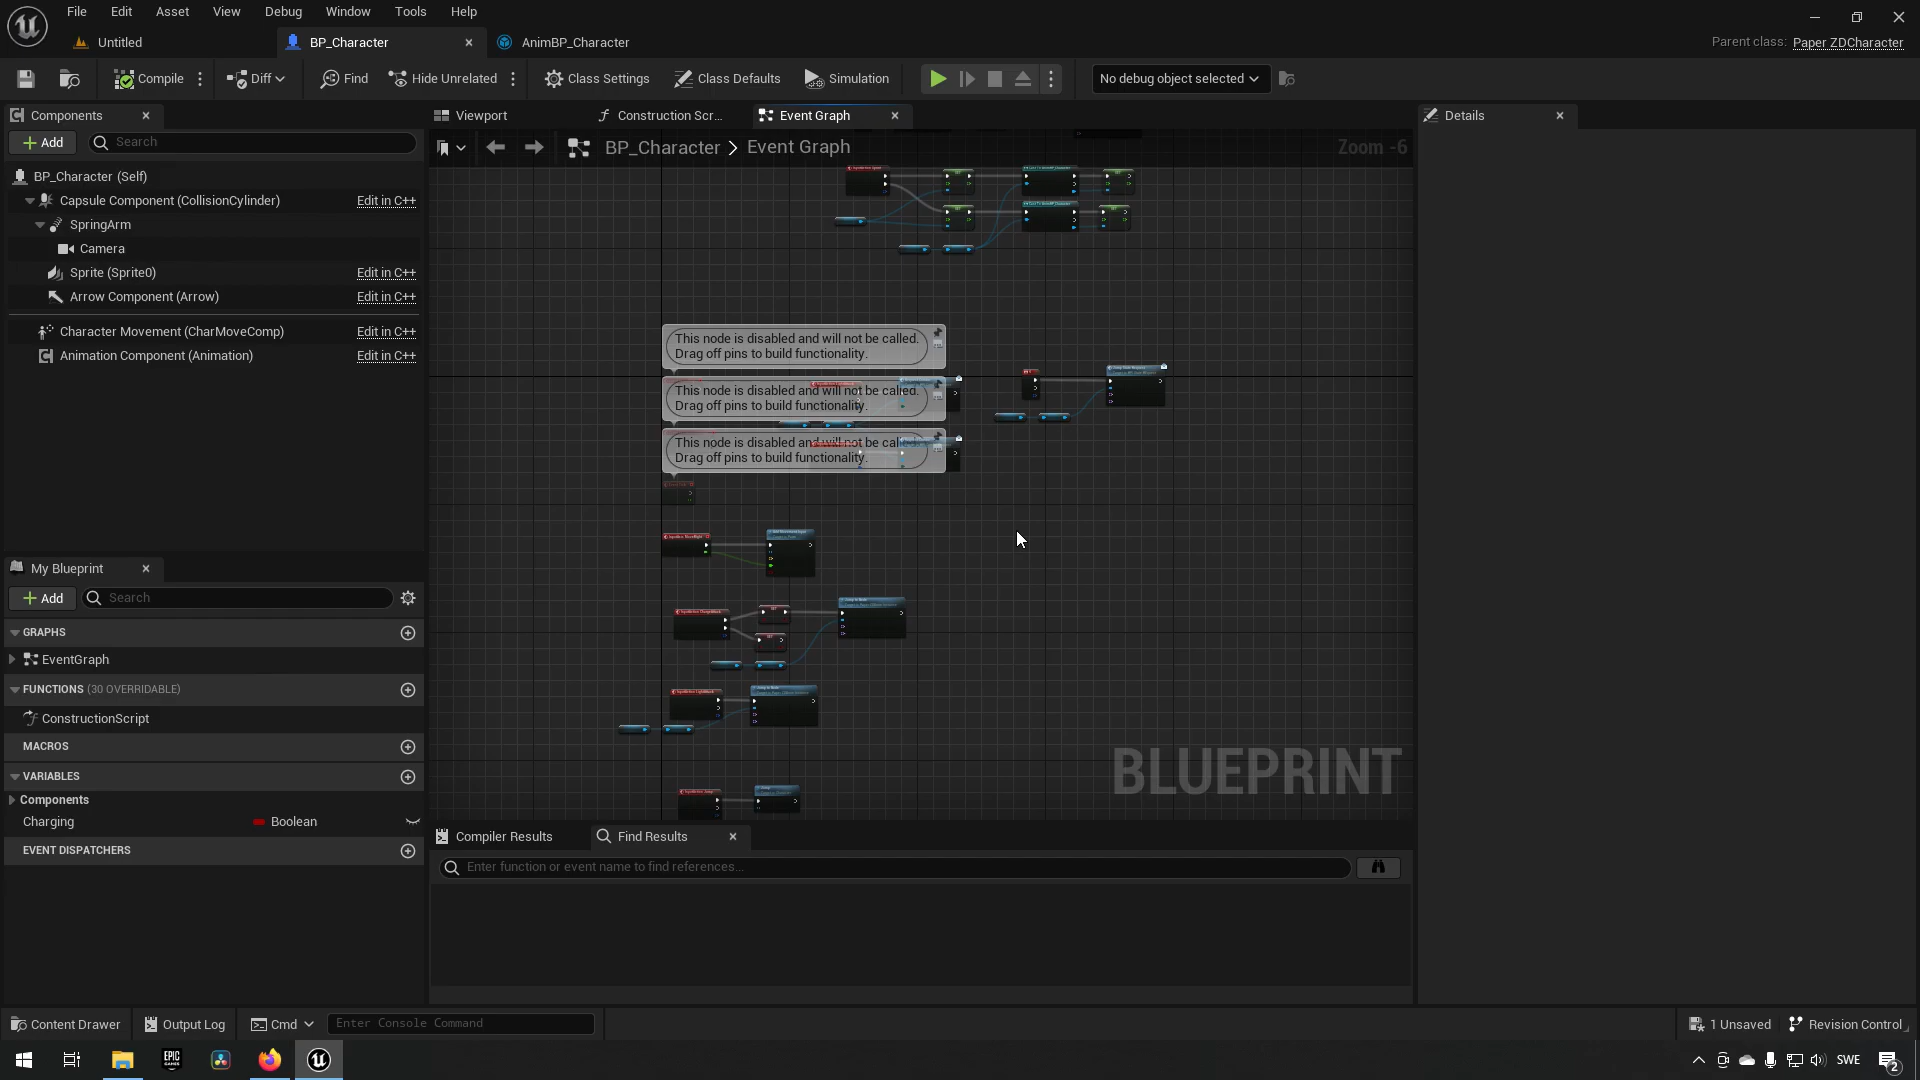 File Edit Asset View Debug Window Tools Help
Untitled BP_Character AnimBP_Character Parent class: Paper ZDCharacter
Compile Diff Find Hide Unrelated Class Settings Class Defaults Simulation No debug object selected
Components Viewport Construction Scr... Event Graph Details
Add Search
BP_Character > Event Graph Zoom -6
BP_Character (Self)
Capsule Component (CollisionCylinder) Edit in C++
SpringArm
Camera
Sprite (Sprite0) Edit in C++
Arrow Component (Arrow) Edit in C++
Character Movement (CharMoveComp) Edit in C++
Animation Component (Animation) Edit in C++
This node is disabled and will not be called.
Drag off pins to build functionality.
This node is disabled and will not be called.
Drag off pins to build functionality.
This node is disabled and will not be called.
Drag off pins to build functionality.
My Blueprint
Add Search
GRAPHS
EventGraph
FUNCTIONS (30 OVERRIDABLE)
ConstructionScript
MACROS
VARIABLES
Components
Charging Boolean
EVENT DISPATCHERS
BLUEPRINT
Compiler Results Find Results
Enter function or event name to find references...
Content Drawer Output Log Cmd Enter Console Command 1 Unsaved Revision Control
EPIC GAMES SWE 2